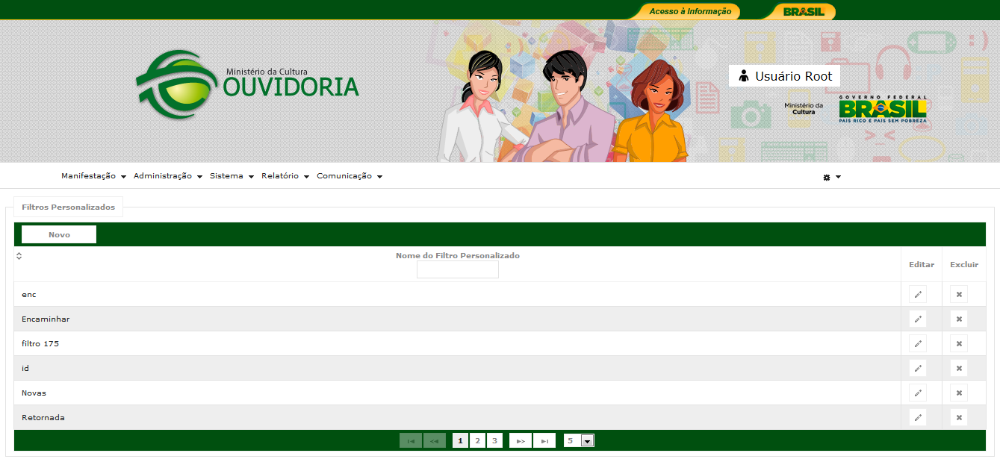 Acesso à Informação BRASIL
Ministério da Cultura
OUVIDORIA
Usuário Root
Ministério da
Cultura
GOVERNO FEDERAL
BRASIL
PAÍS RICO É PAÍS SEM POBREZA
Manifestação Administração Sistema Relatório Comunicação
Filtros Personalizados
Novo
Nome do Filtro Personalizado Editar Excluir
enc
Encaminhar
filtro 175
id
Novas
Retornada
1 2 3 5